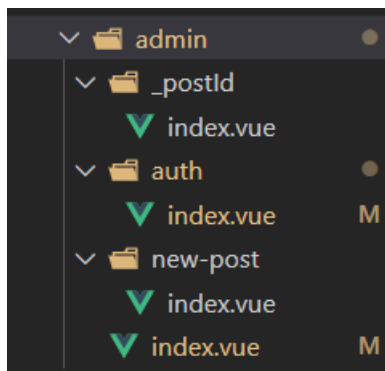 admin
_postId
index.vue
auth
index.vue M
new-post
index.vue
index.vue M